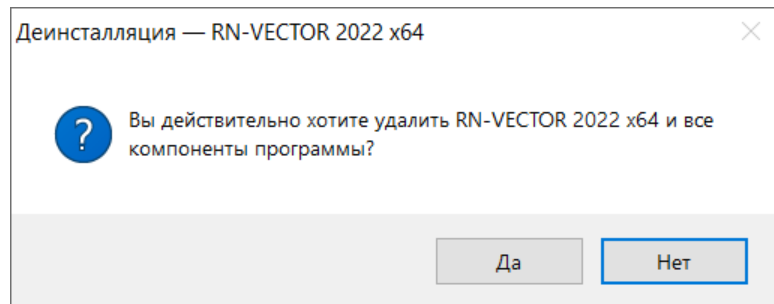 Деинсталляция — RN-VECTOR 2022 x64
Вы действительно хотите удалить RN-VECTOR 2022 x64 и все
компоненты программы?
Да
Нет